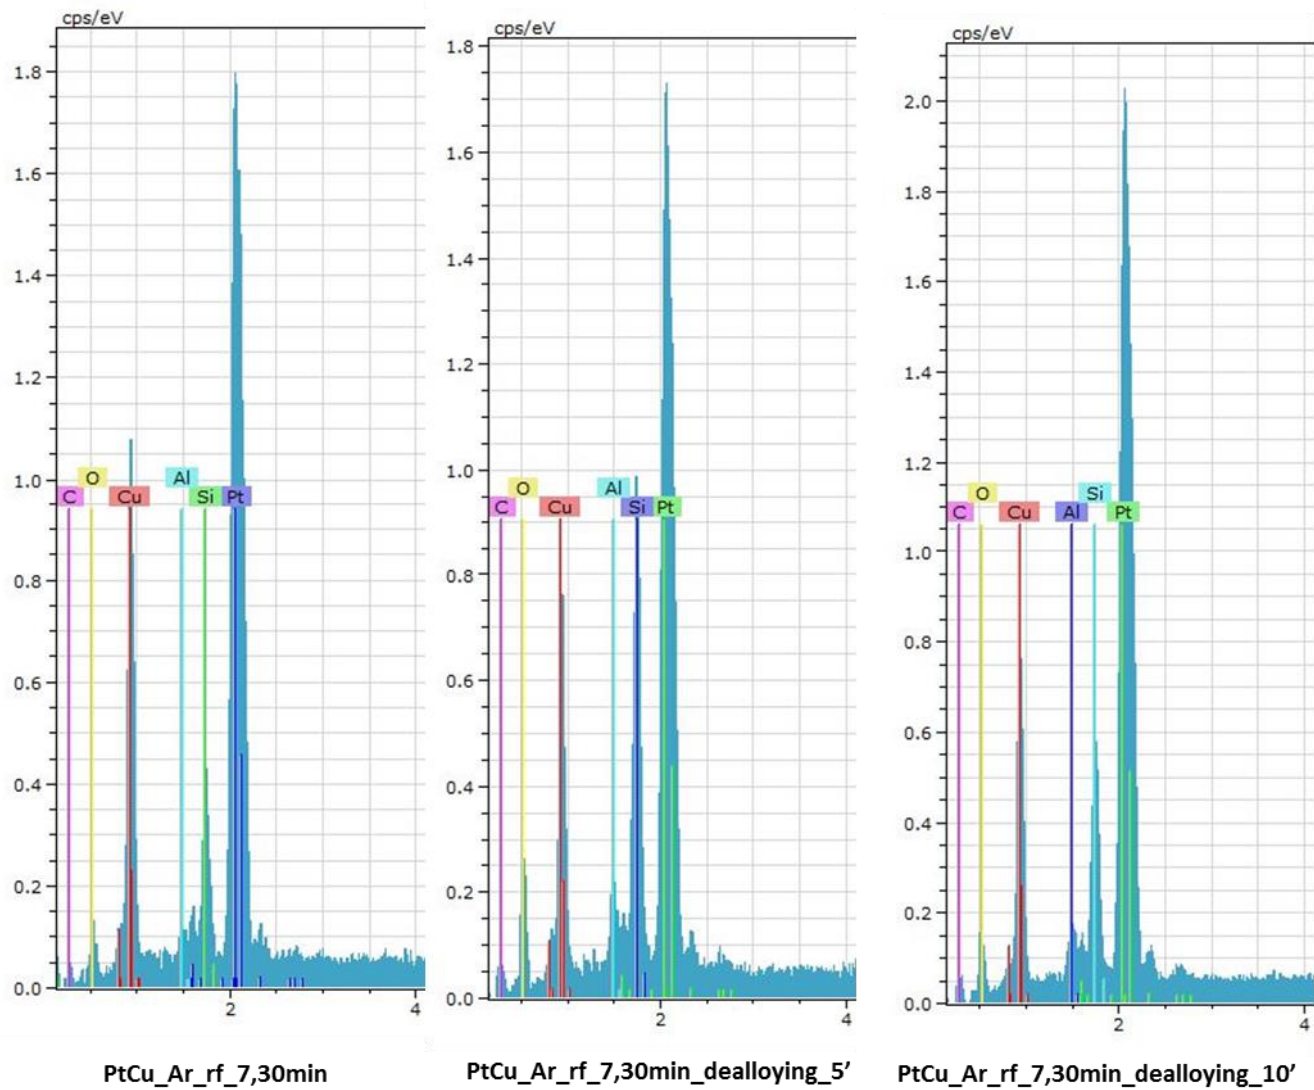 cps/eV
1.8
1.6
1.4
1.2
1.0
0.8
0.6
0.4
0.2
0.0
O
Al
C
Cu
Si
Pt
2
4
PtCu_Ar_rf_7,30min
cps/eV
1.8
1.6
1.4
1.2
1.0
0.8
0.6
0.4
0.2
0.0
O
Al
C
Cu
Si
Pt
2
4
PtCu_Ar_rf_7,30min_dealloying_5’
cps/eV
2.0
1.8
1.6
1.4
1.2
1.0
0.8
0.6
0.4
0.2
0.0
O
Si
C
Cu
Al
Pt
2
4
PtCu_Ar_rf_7,30min_dealloying_10’